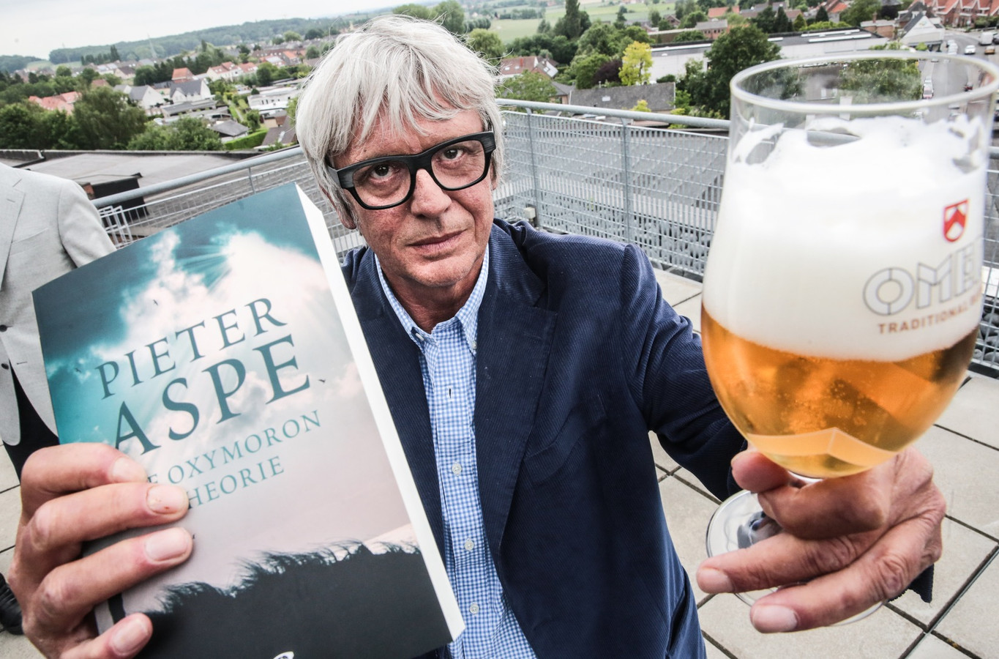 PIETER
ASPE
OXYMORON
HEORIE
OME
TRADITIONAL